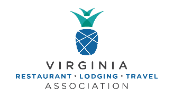 VIRGINIA
RESTAURANT · LODGING · TRAVEL
ASSOCIATION